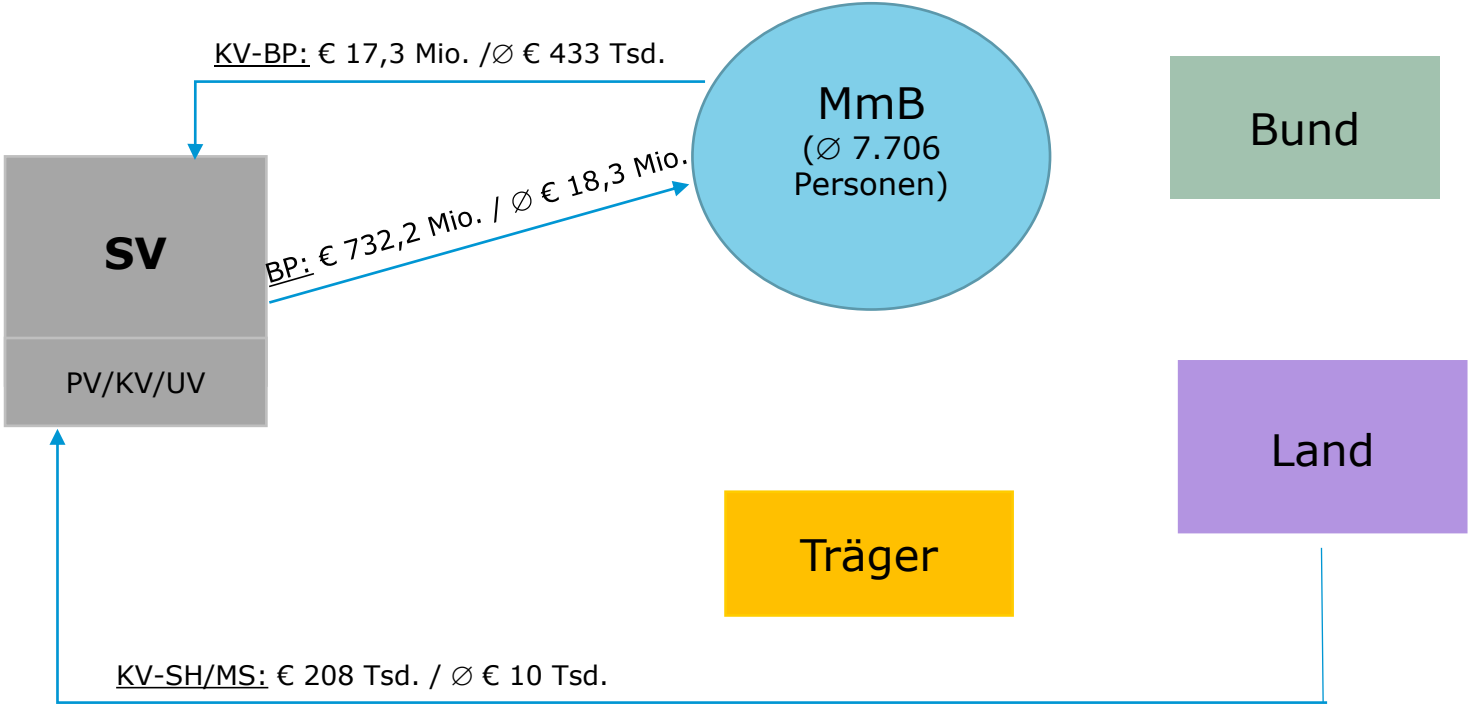 KV-BP: € 17,3 Mio. /∅ € 433 Tsd.
MmB
(∅ 7.706
Personen)
Bund
BP: € 732,2 Mio. / ∅ € 18,3 Mio.
SV
PV/KV/UV
Land
Träger
KV-SH/MS: € 208 Tsd. / ∅ € 10 Tsd.